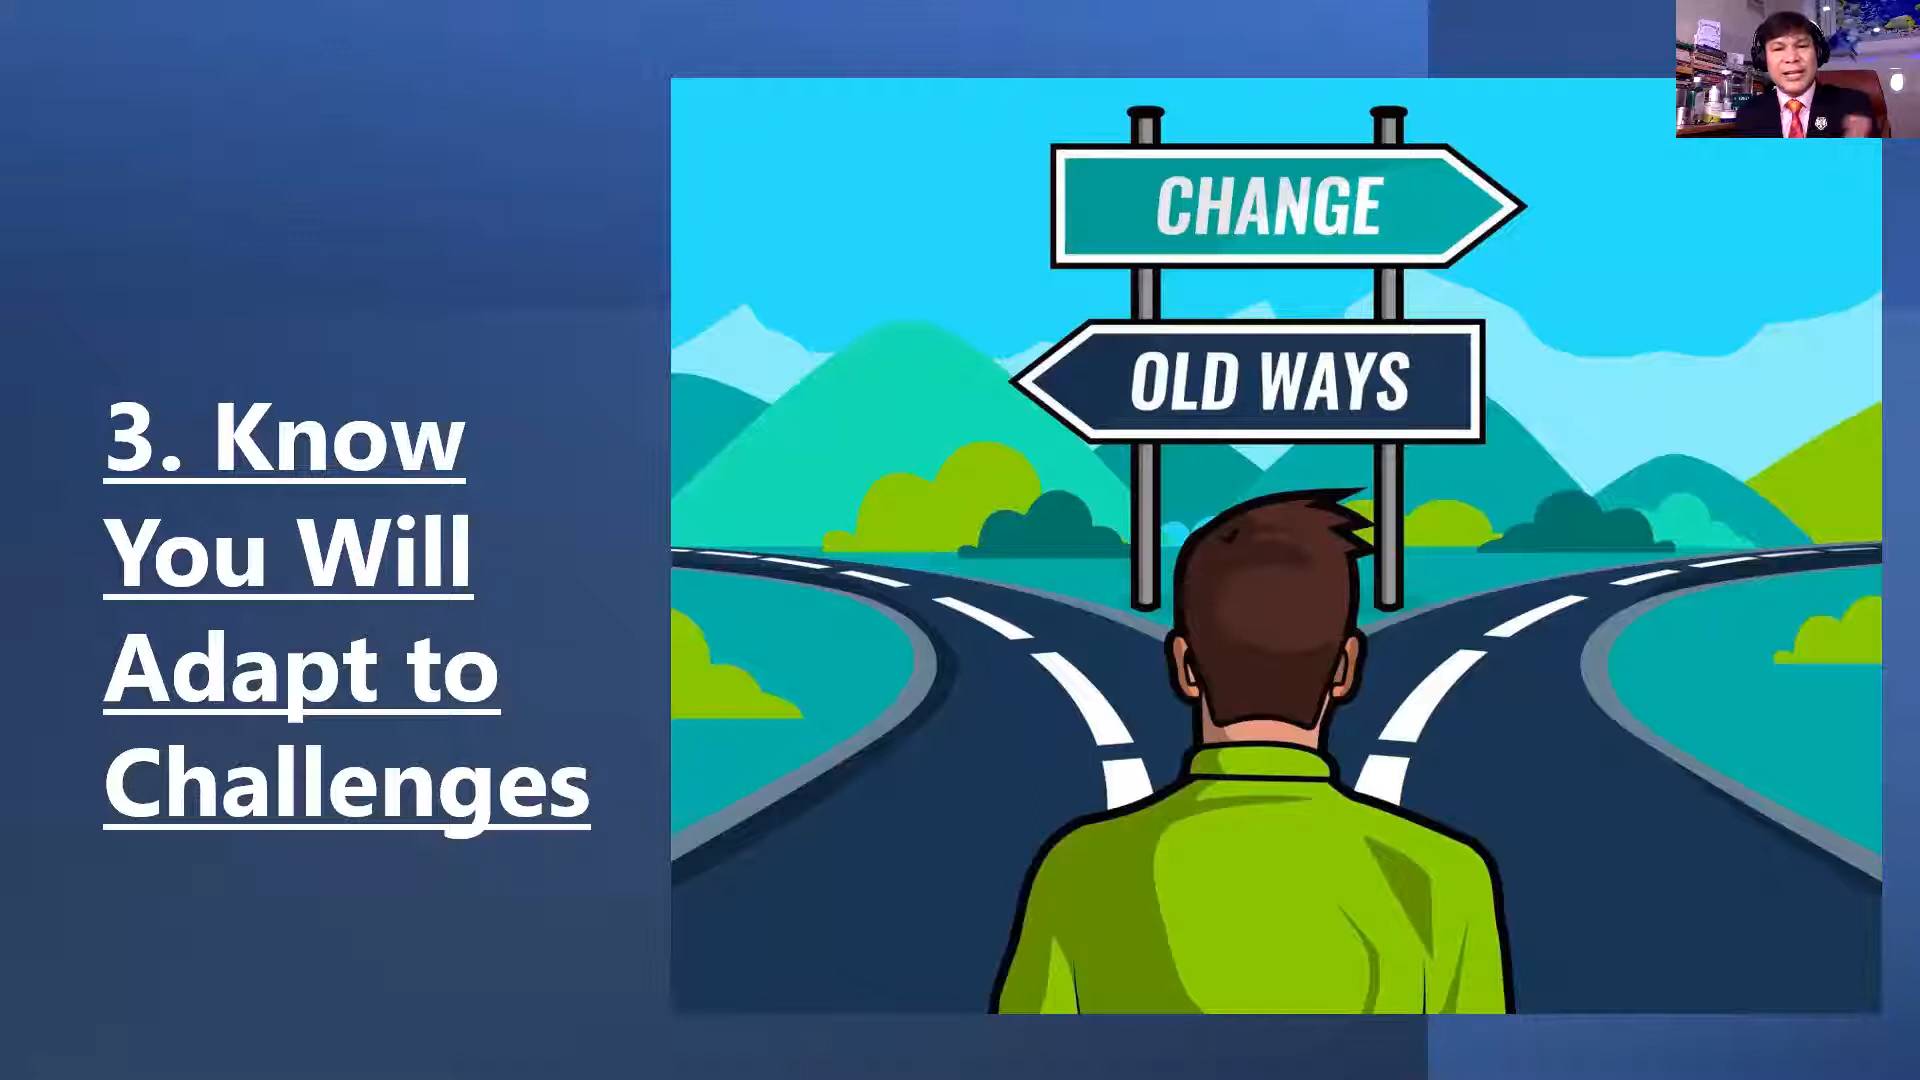 3. Know
You Will
Adapt to
Challenges
CHANGE
OLD WAYS